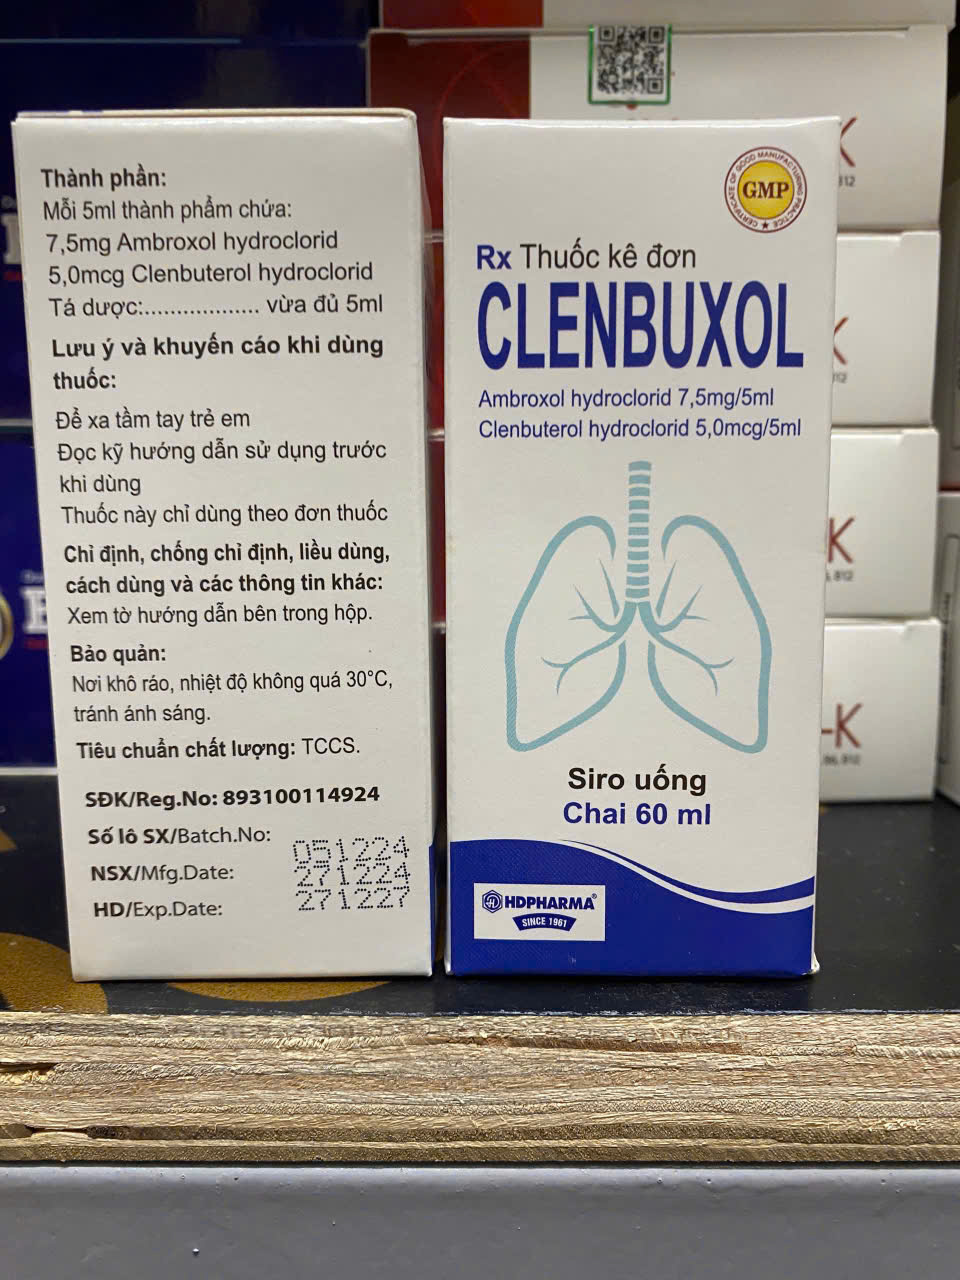 Thành phần:
Mỗi 5ml thành phẩm chứa:
7,5mg Ambroxol hydroclorid
5,0mcg Clenbuterol hydroclorid
Tá dược:................... vừa đủ 5ml
Lưu ý và khuyến cáo khi dùng
thuốc:
Để xa tầm tay trẻ em
Đọc kỹ hướng dẫn sử dụng trước
khi dùng
Thuốc này chỉ dùng theo đơn thuốc
Chỉ định, chống chỉ định, liều dùng,
cách dùng và các thông tin khác:
Xem tờ hướng dẫn bên trong hộp.
Bảo quản:
Nơi khô ráo, nhiệt độ không quá 30°C,
tránh ánh sáng.
Tiêu chuẩn chất lượng: TCCS.
SĐK/Reg.No: 893100114924
Số lô SX/Batch.No: 051224
NSX/Mfg.Date: 271224
HD/Exp.Date: 271227
CERTIFICATE OF GOOD MANUFACTURING PRACTICE
GMP
Rx Thuốc kê đơn
CLENBUXOL
Ambroxol hydroclorid 7,5mg/5ml
Clenbuterol hydroclorid 5,0mcg/5ml
Siro uống
Chai 60 ml
HDPHARMA®
SINCE 1961
K
K
K
-K